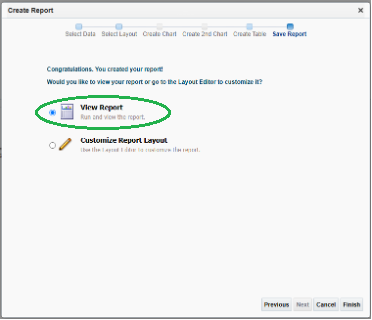 Create Report
Select Data Select Layout Create Chart Create 2nd Chart Create Table Save Report
Congratulations. You created your report!
Would you like to view your report or go to the Layout Editor to customize it?
View Report
Run and view the report.
Customize Report Layout
Use the Layout Editor to customize the report.
Previous Next Cancel Finish